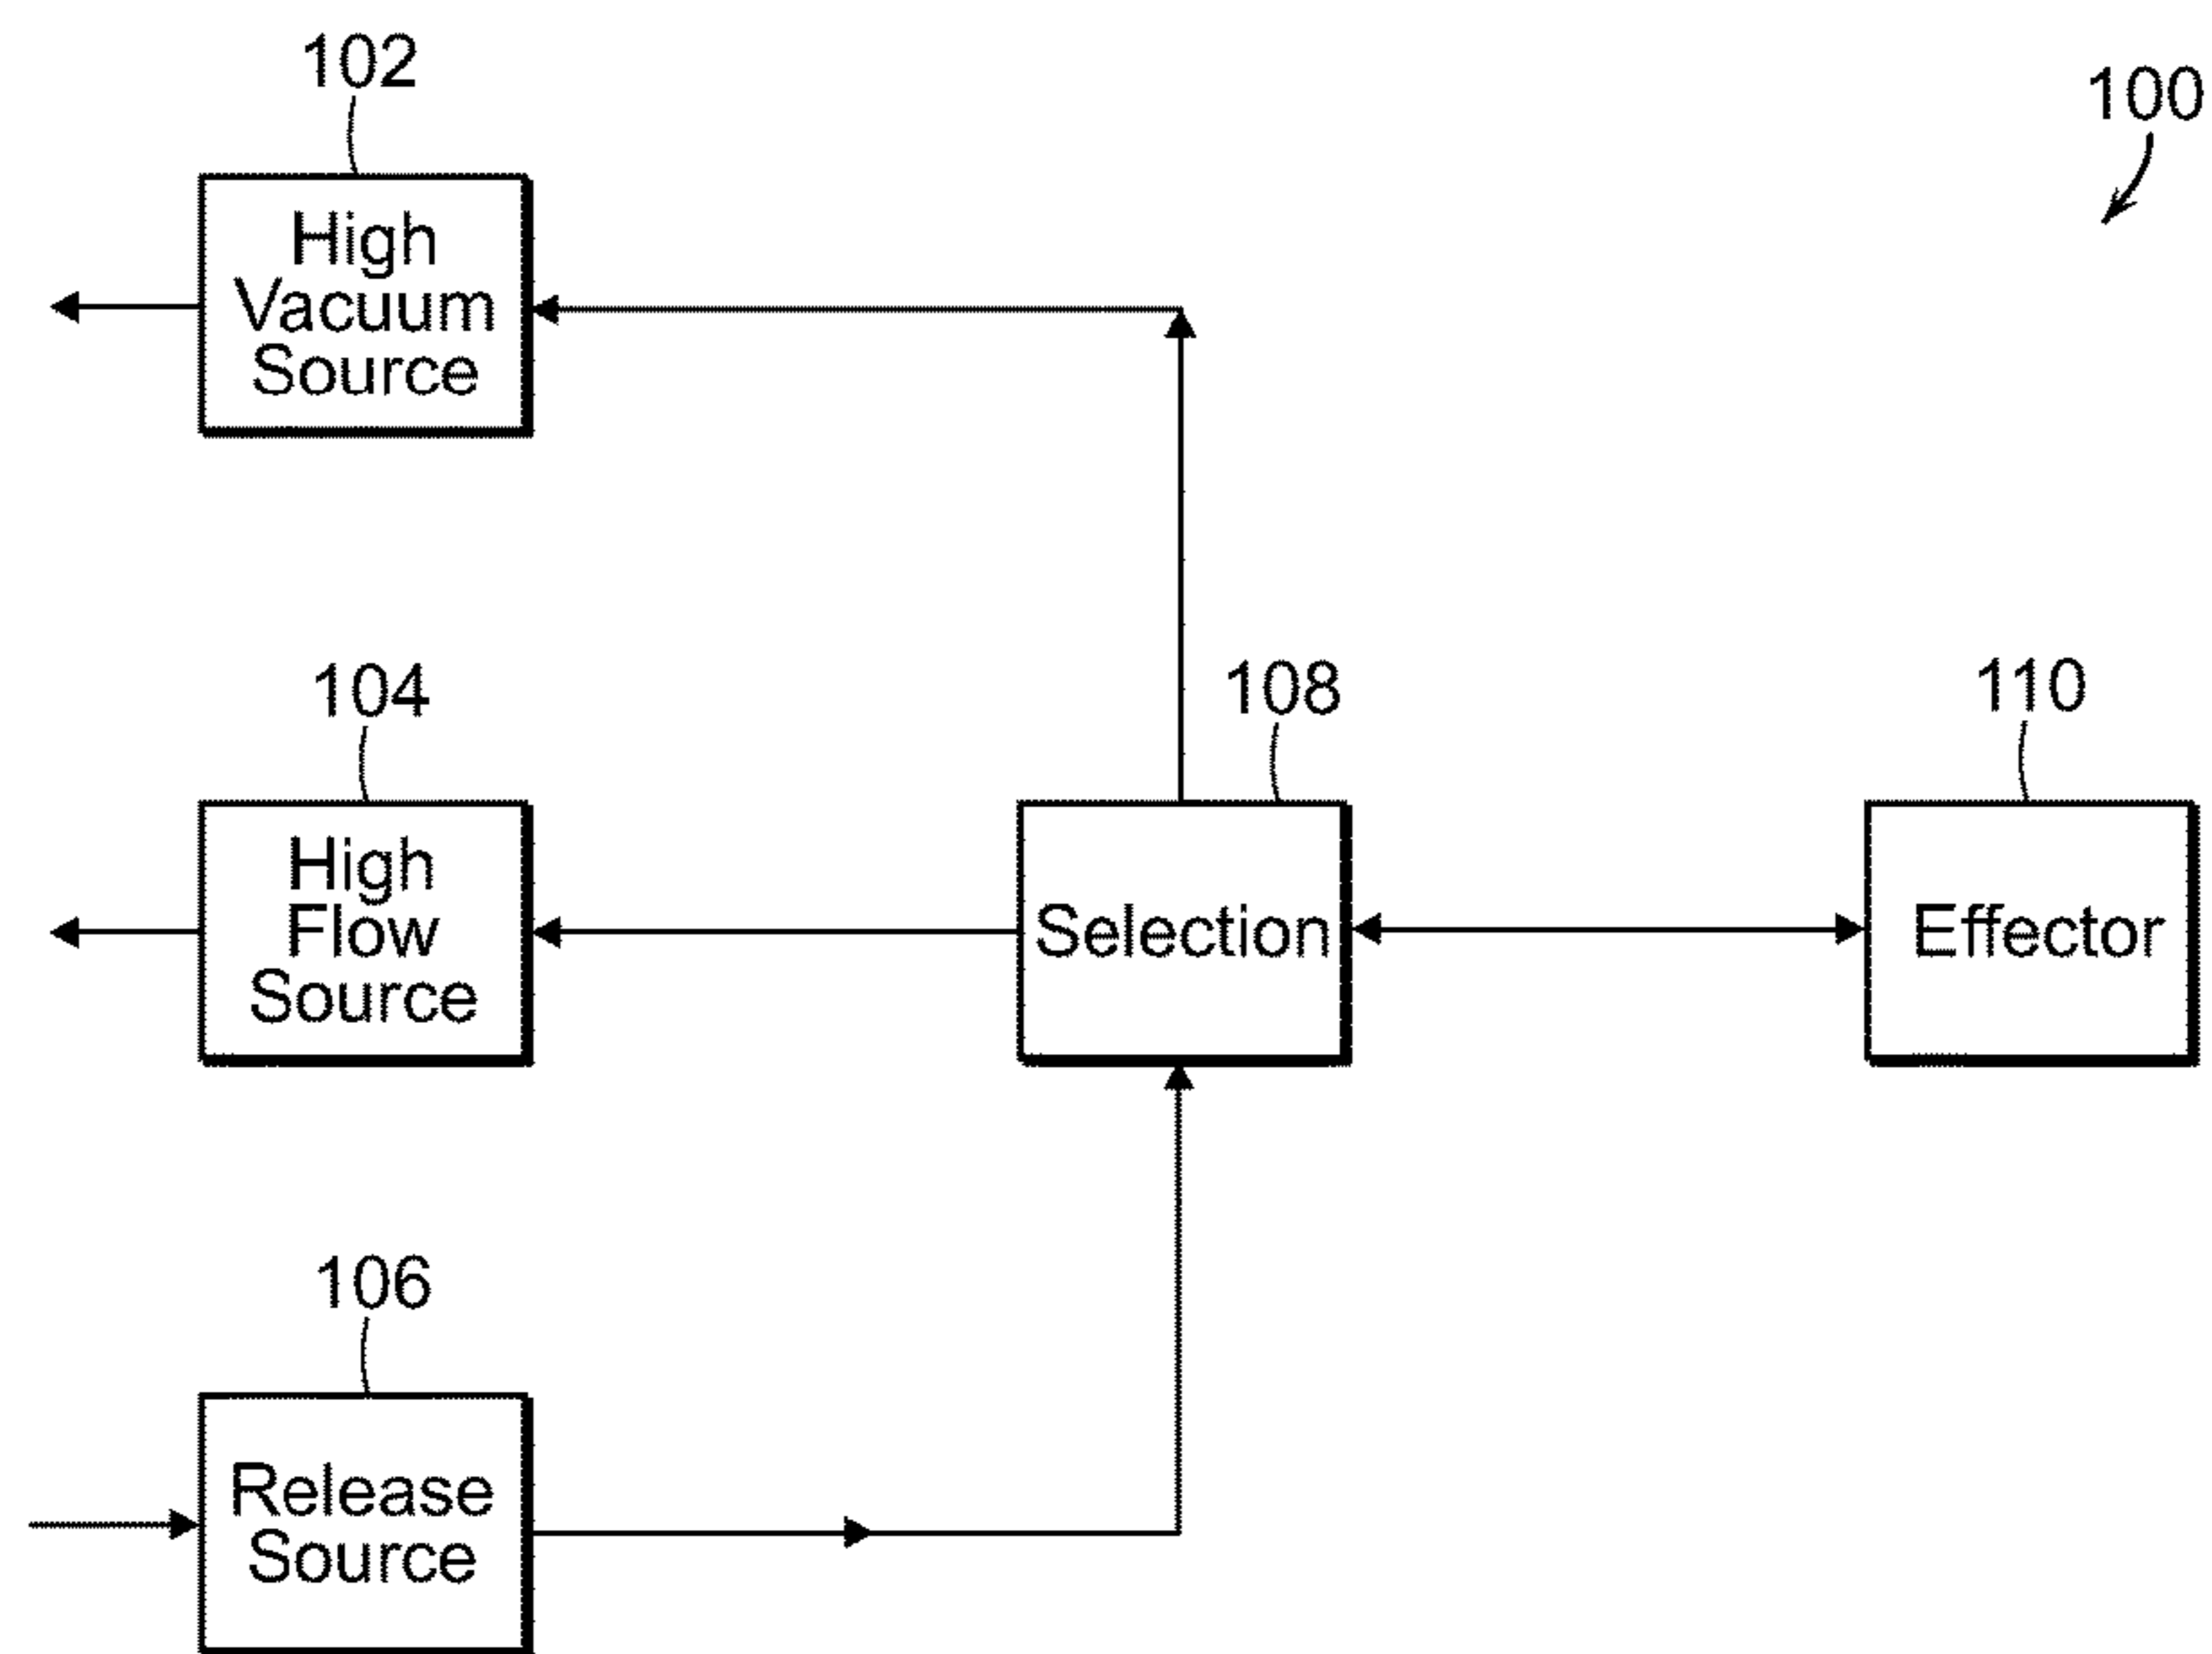 102
100
High
Vacuum
Source
104
108
110
High
Flow
Source
Selection
Effector
106
Release
Source